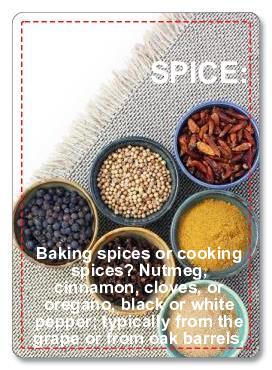 SPICE:
Baking spices or cooking
spices? Nutmeg,
cinnamon, cloves, or
oregano, black or white
pepper; typically from the
grape or from oak barrels.